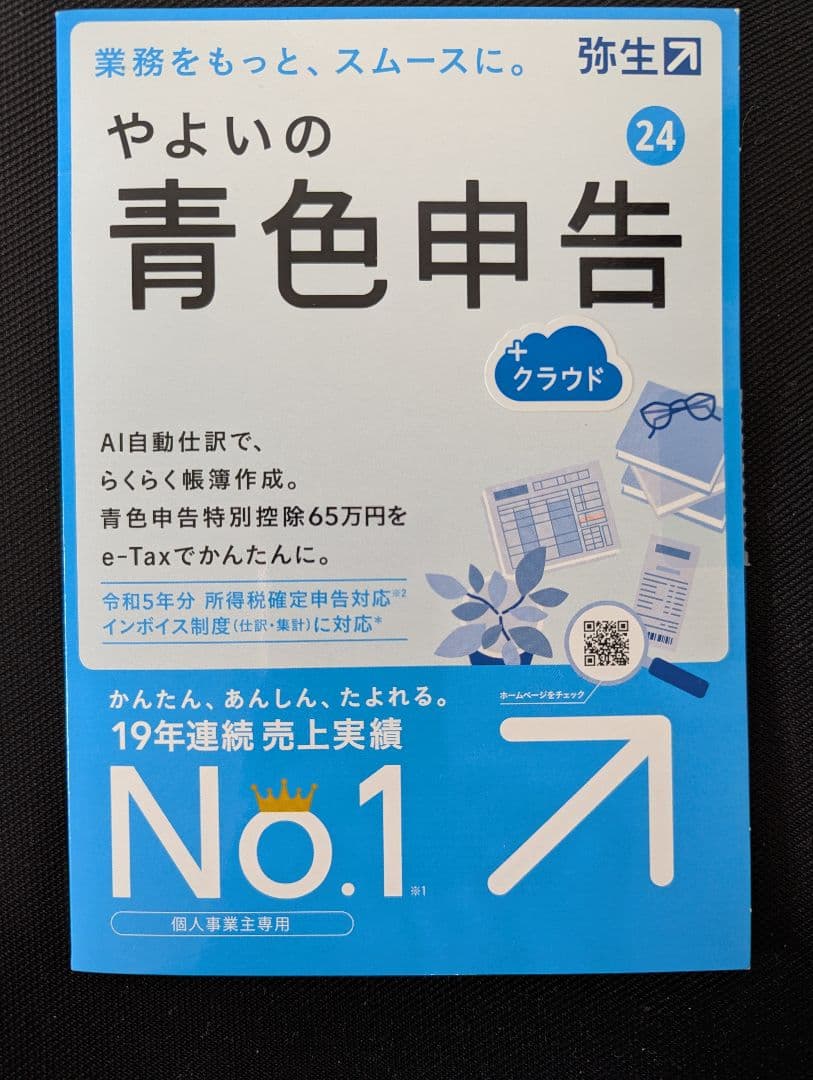 業務をもっと、スムースに。
弥生
やよいの
24
青色申告
+
クラウド
AI自動仕訳で、
らくらく帳簿作成。
青色申告特別控除65万円を
e-Taxでかんたんに。
令和5年分 所得税確定申告対応※2
インボイス制度(仕訳・集計)に対応*
ホームページをチェック
かんたん、あんしん、たよれる。
19年連続 売上実績
No.1※1
個人事業主専用